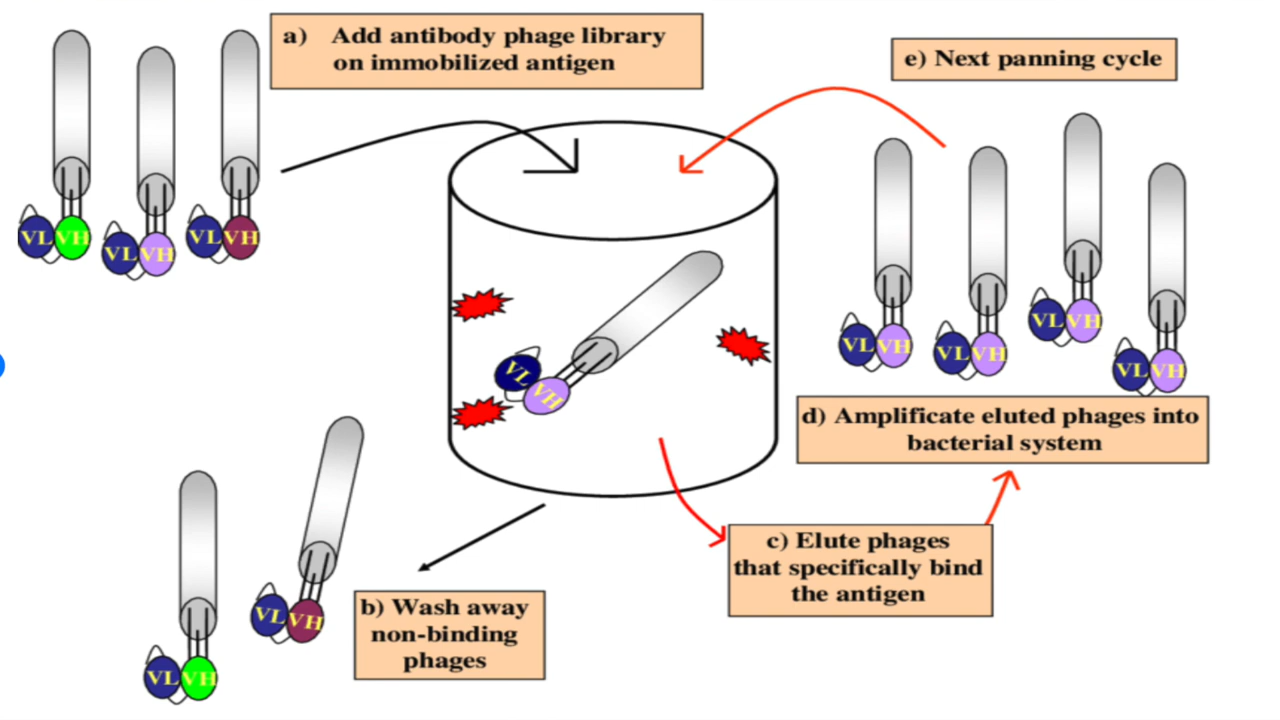 a) Add antibody phage library
on immobilized antigen
e) Next panning cycle
VL VH
VL VH
VL VH
VL VH
VL VH
VL VH
VL VH
VL VH
d) Amplificate eluted phages into
bacterial system
c) Elute phages
that specifically bind
the antigen
b) Wash away
non-binding
phages
VL VH
VL VH